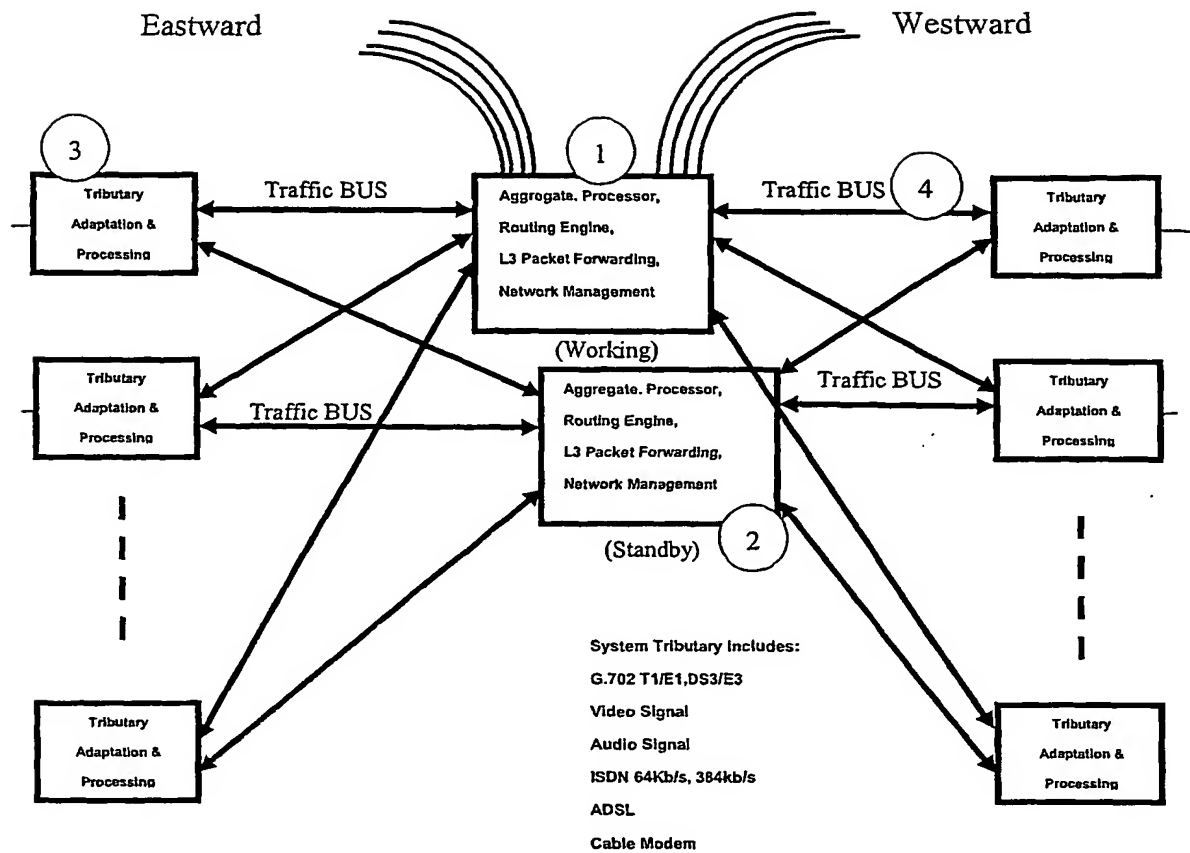 Eastward
Westward
3
1
4
Tributary
Adaptation &
Processing
Traffic BUS
Aggregate. Processor,
Routing Engine,
L3 Packet Forwarding,
Network Management
(Working)
Traffic BUS
Tributary
Adaptation &
Processing
Tributary
Adaptation &
Processing
Traffic BUS
Aggregate. Processor,
Routing Engine,
L3 Packet Forwarding,
Network Management
(Standby)
2
Traffic BUS
Tributary
Adaptation &
Processing
Tributary
Adaptation &
Processing
System Tributary Includes:
G.702 T1/E1,DS3/E3
Video Signal
Audio Signal
ISDN 64Kb/s, 384kb/s
ADSL
Cable Modem
Tributary
Adaptation &
Processing